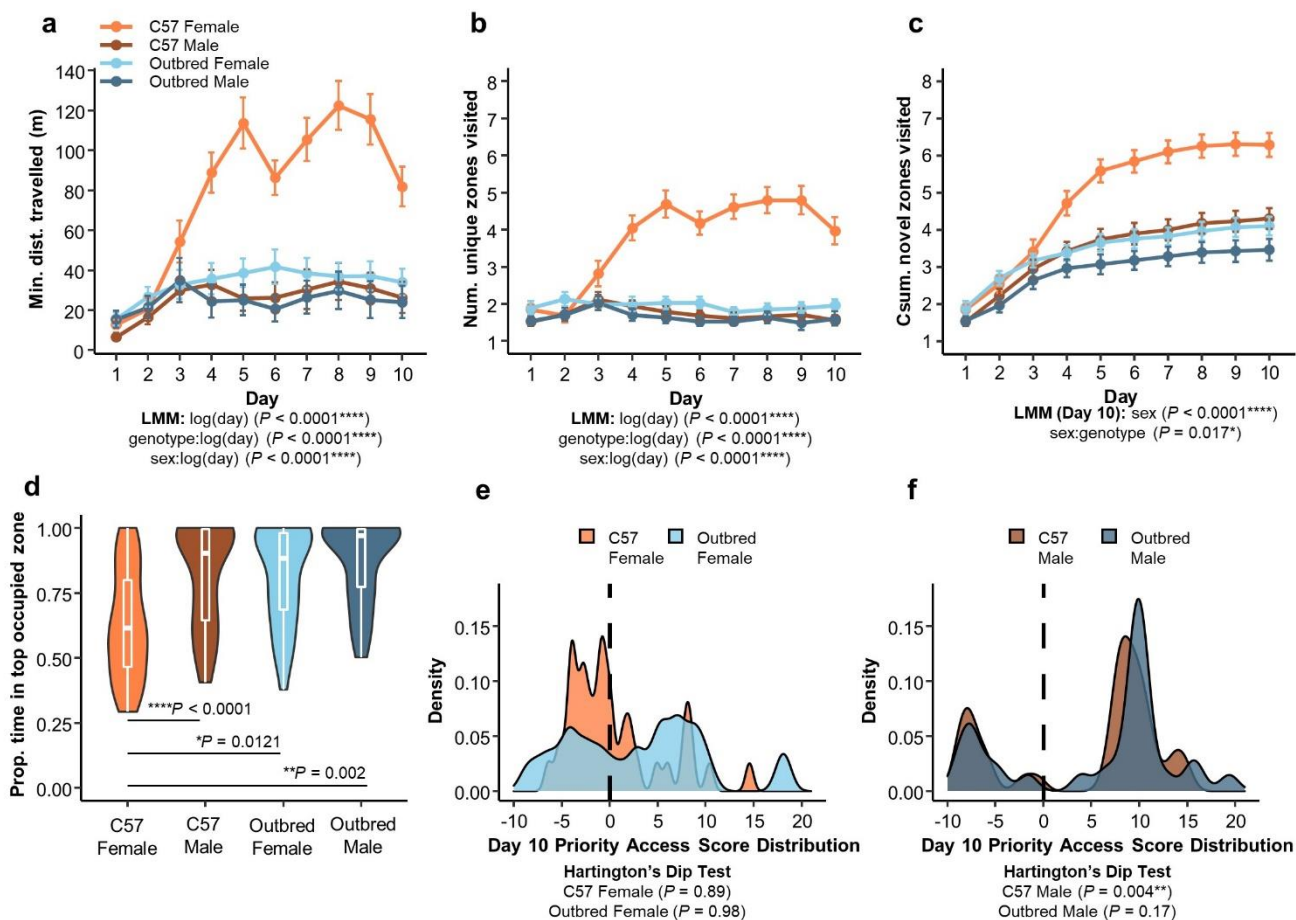 a
C57 Female
C57 Male
Outbred Female
Outbred Male
140
120
100
80
60
40
20
0
Min. dist. travelled (m)
1 2 3 4 5 6 7 8 9 10
Day
LMM: log(day) (P < 0.0001****)
genotype:log(day) (P < 0.0001****)
sex:log(day) (P < 0.0001****)
b
8
7
6
5
4
3
2
1
Num. unique zones visited
1 2 3 4 5 6 7 8 9 10
Day
LMM: log(day) (P < 0.0001****)
genotype:log(day) (P < 0.0001****)
sex:log(day) (P < 0.0001****)
c
8
7
6
5
4
3
2
1
Csum. novel zones visited
1 2 3 4 5 6 7 8 9 10
Day
LMM (Day 10): sex (P < 0.0001****)
sex:genotype (P = 0.017*)
d
Prop. time in top occupied zone
1.00
0.75
0.50
0.25
0.00
****P < 0.0001
*P = 0.0121
**P = 0.002
C57 Female
C57 Male
Outbred Female
Outbred Male
e
C57 Female
Outbred Female
Density
0.15
0.10
0.05
0.00
-10 -5 0 5 10 15 20
Day 10 Priority Access Score Distribution
Hartington's Dip Test
C57 Female (P = 0.89)
Outbred Female (P = 0.98)
f
C57 Male
Outbred Male
Density
0.15
0.10
0.05
0.00
-10 -5 0 5 10 15 20
Day 10 Priority Access Score Distribution
Hartington's Dip Test
C57 Male (P = 0.004**)
Outbred Male (P = 0.17)